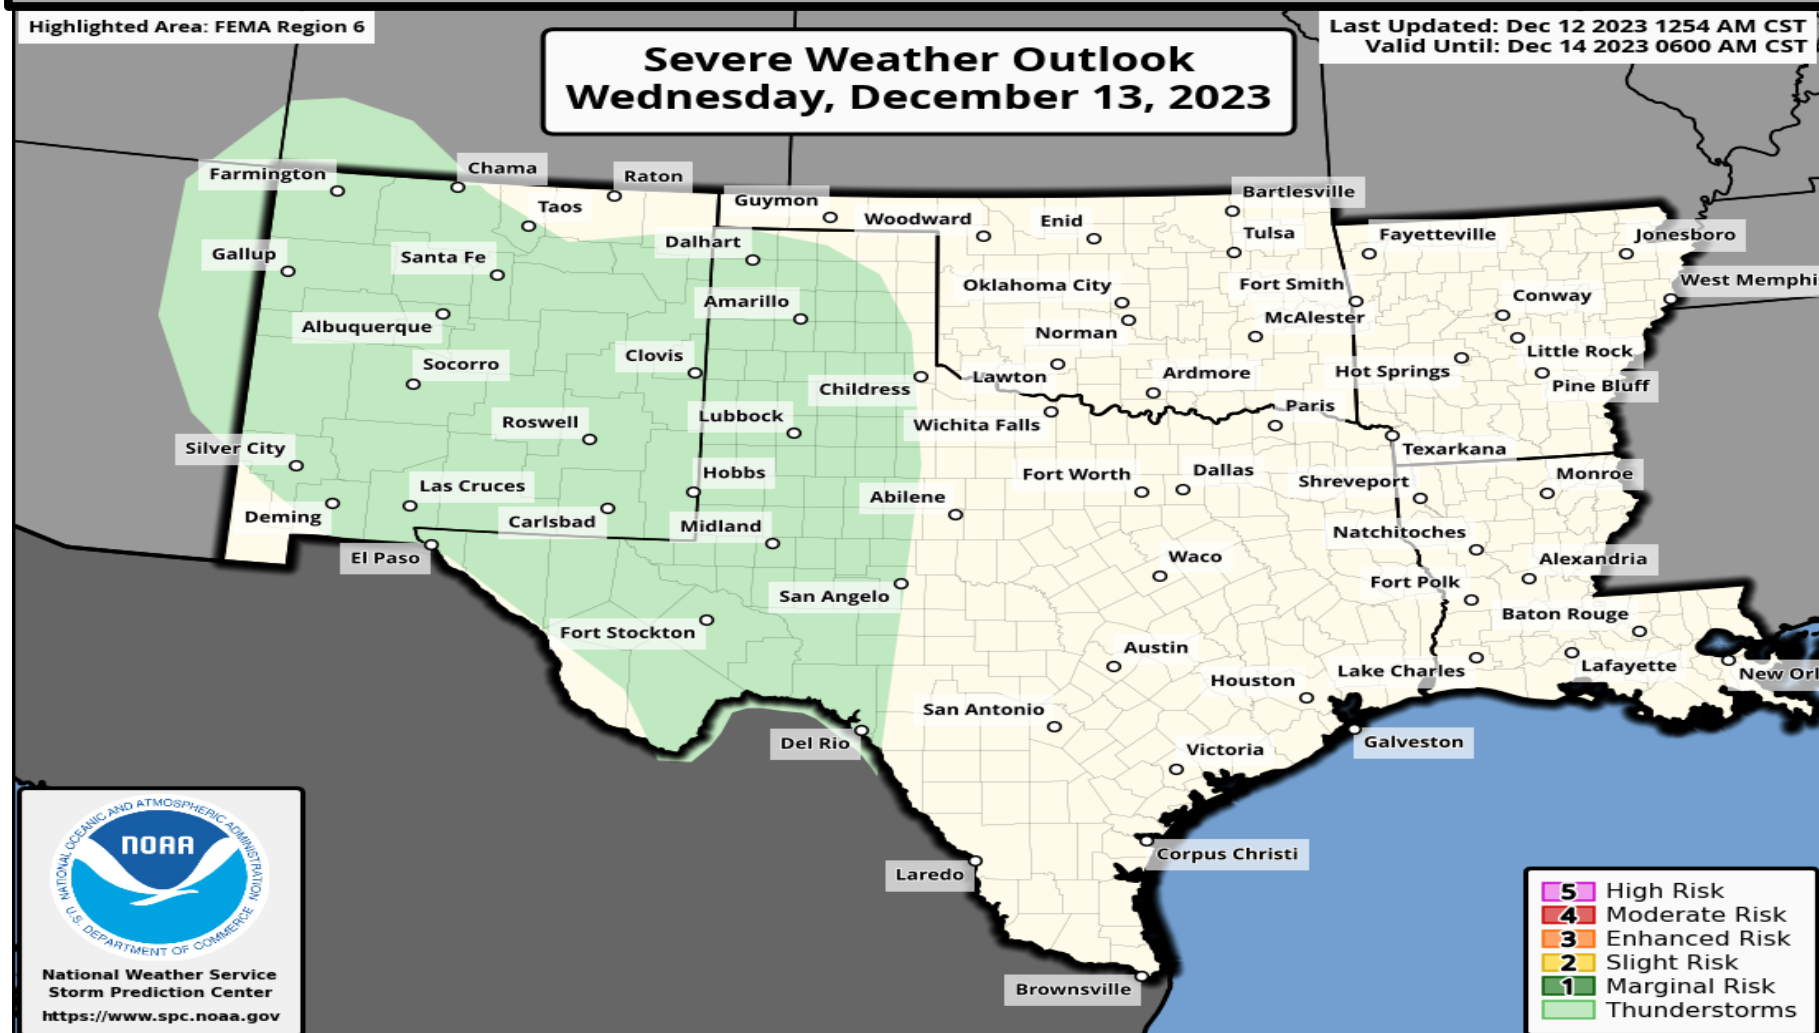 Highlighted Area: FEMA Region 6
Last Updated: Dec 12 2023 1254 AM CST
Valid Until: Dec 14 2023 0600 AM CST
Severe Weather Outlook
Wednesday, December 13, 2023
Farmington
Chama
Raton
Taos
Guymon
Woodward
Enid
Bartlesville
Tulsa
Fayetteville
Jonesboro
Gallup
Santa Fe
Dalhart
Oklahoma City
Fort Smith
Conway
West Memphi
Albuquerque
Amarillo
Norman
McAlester
Little Rock
Socorro
Clovis
Childress
Lawton
Ardmore
Hot Springs
Pine Bluff
Roswell
Lubbock
Wichita Falls
Paris
Texarkana
Silver City
Las Cruces
Hobbs
Abilene
Fort Worth
Dallas
Shreveport
Monroe
Deming
Carlsbad
Midland
Natchitoches
El Paso
Waco
Alexandria
San Angelo
Fort Polk
Baton Rouge
Fort Stockton
Austin
Lake Charles
Lafayette
New Orl
Houston
San Antonio
Del Rio
Victoria
Galveston
Laredo
Corpus Christi
Brownsville
NATIONAL OCEANIC AND ATMOSPHERIC ADMINISTRATION
NOAA
U.S. DEPARTMENT OF COMMERCE
National Weather Service
Storm Prediction Center
https://www.spc.noaa.gov
5 High Risk
4 Moderate Risk
3 Enhanced Risk
2 Slight Risk
1 Marginal Risk
Thunderstorms